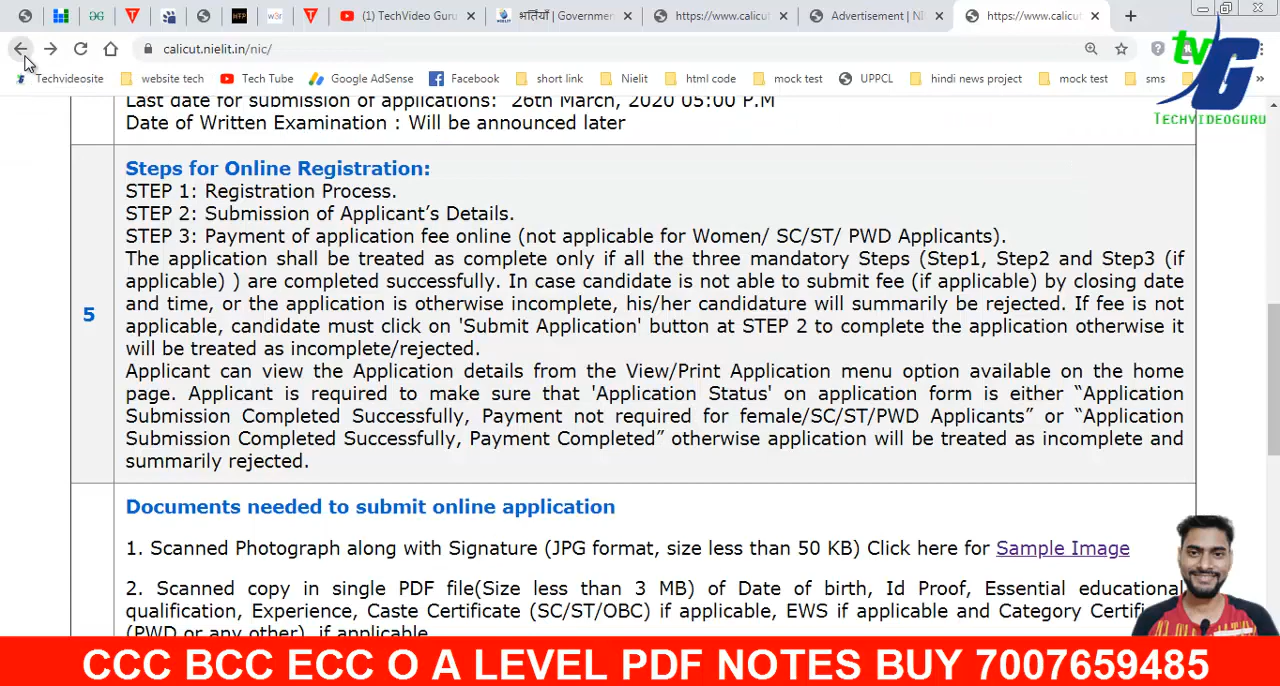 (1) TechVideo Guru
भर्तियाँ | Governmen
https://www.calicut
Advertisement | NI
https://www.calicut
calicut.nielit.in/nic/
Techvideosite
website tech
Tech Tube
Google AdSense
Facebook
short link
Nielit
html code
mock test
UPPCL
hindi news project
mock test
sms
tv G
TECHVIDEOGURU
Last date for submission of applications: 26th March, 2020 05:00 P.M
Date of Written Examination : Will be announced later
5
Steps for Online Registration:
STEP 1: Registration Process.
STEP 2: Submission of Applicant’s Details.
STEP 3: Payment of application fee online (not applicable for Women/ SC/ST/ PWD Applicants).
The application shall be treated as complete only if all the three mandatory Steps (Step1, Step2 and Step3 (if
applicable) ) are completed successfully. In case candidate is not able to submit fee (if applicable) by closing date
and time, or the application is otherwise incomplete, his/her candidature will summarily be rejected. If fee is not
applicable, candidate must click on 'Submit Application' button at STEP 2 to complete the application otherwise it
will be treated as incomplete/rejected.
Applicant can view the Application details from the View/Print Application menu option available on the home
page. Applicant is required to make sure that 'Application Status' on application form is either “Application
Submission Completed Successfully, Payment not required for female/SC/ST/PWD Applicants” or “Application
Submission Completed Successfully, Payment Completed” otherwise application will be treated as incomplete and
summarily rejected.
Documents needed to submit online application
1. Scanned Photograph along with Signature (JPG format, size less than 50 KB) Click here for Sample Image
2. Scanned copy in single PDF file(Size less than 3 MB) of Date of birth, Id Proof, Essential educational
qualification, Experience, Caste Certificate (SC/ST/OBC) if applicable, EWS if applicable and Category Certific
(PWD or any other), if applicable
CCC BCC ECC O A LEVEL PDF NOTES BUY 7007659485